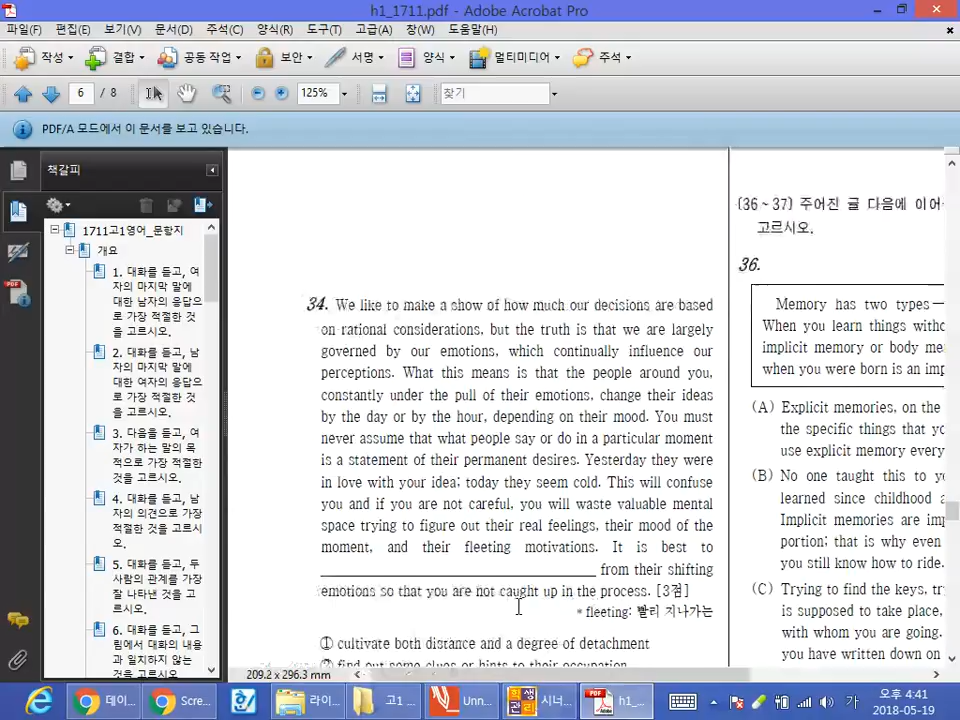 h1_1711.pdf - Adobe Acrobat Pro
파일(F) 편집(E) 보기(V) 문서(D) 주석(C) 양식(R) 도구(T) 고급(A) 창(W) 도움말(H)
작성 결합 공동 작업 보안 서명 양식 멀티미디어 주석
6 / 8 125% 찾기
PDF/A 모드에서 이 문서를 보고 있습니다.
책갈피
1711고1영어_문항지
개요
1. 대화를 듣고, 여
자의 마지막 말에
대한 남자의 응답으
로 가장 적절한 것
을 고르시오.
2. 대화를 듣고, 남
자의 마지막 말에
대한 여자의 응답으
로 가장 적절한 것
을 고르시오.
3. 다음을 듣고, 여
자가 하는 말의 목
적으로 가장 적절한
것을 고르시오.
4. 대화를 듣고, 남
자의 의견으로 가장
적절한 것을 고르시
오.
5. 대화를 듣고, 두
사람의 관계를 가장
잘 나타낸 것을 고
르시오.
6. 대화를 듣고, 그
림에서 대화의 내용
과 일치하지 않는
34. We like to make a show of how much our decisions are based
on rational considerations, but the truth is that we are largely
governed by our emotions, which continually influence our
perceptions. What this means is that the people around you,
constantly under the pull of their emotions, change their ideas
by the day or by the hour, depending on their mood. You must
never assume that what people say or do in a particular moment
is a statement of their permanent desires. Yesterday they were
in love with your idea; today they seem cold. This will confuse
you and if you are not careful, you will waste valuable mental
space trying to figure out their real feelings, their mood of the
moment, and their fleeting motivations. It is best to
from their shifting
emotions so that you are not caught up in the process. [3점]
* fleeting: 빨리 지나가는
① cultivate both distance and a degree of detachment
② find out some clues or hints to their occupation
[36~37] 주어진 글 다음에 이어
고르시오.
36.
Memory has two types—
When you learn things witho
implicit memory or body me
when you were born is an imp
(A) Explicit memories, on the
the specific things that yo
use explicit memory every
(B) No one taught this to yo
learned since childhood a
Implicit memories are imp
portion; that is why even
you still know how to ride.
(C) Trying to find the keys, tr
is supposed to take place,
with whom you are going.
you have written down on
209.2 x 296.3 mm
데이... Scre... 라이... 고1 ... Unn... 시너... h1_... 가
오후 4:41
2018-05-19